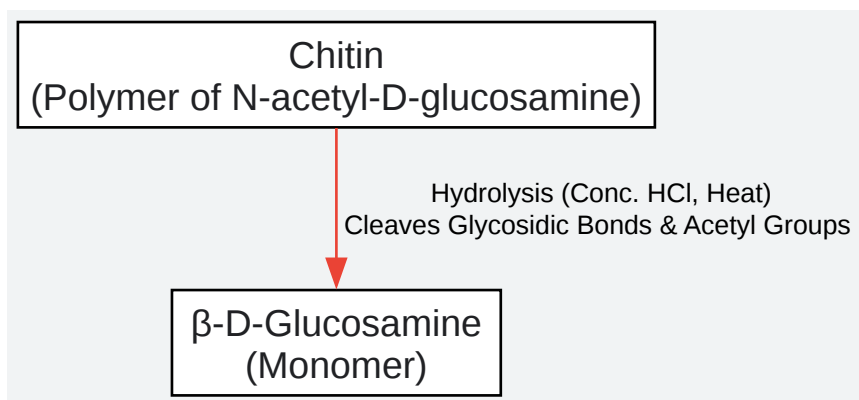 Chitin
(Polymer of N-acetyl-D-glucosamine)
Hydrolysis (Conc. HCl, Heat)
Cleaves Glycosidic Bonds & Acetyl Groups
β-D-Glucosamine
(Monomer)